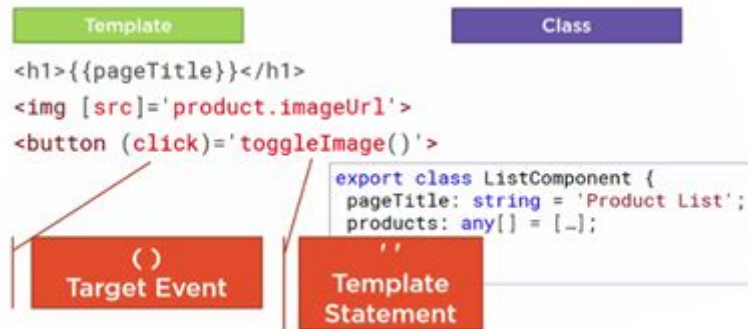 Template
Class
<h1>{{pageTitle}}</h1>
<img [src]='product.imageUrl'>
<button (click)='toggleImage()'>
export class ListComponent {
pageTitle: string = 'Product List';
products: any[] = […];
()
Target Event
' '
Template
Statement